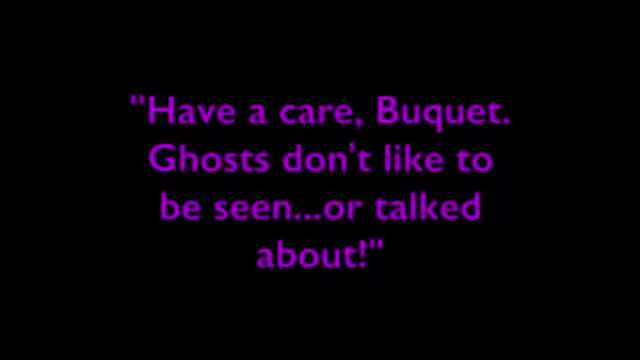 "Have a care, Buquet.
Ghosts don't like to
be seen...or talked
about!"